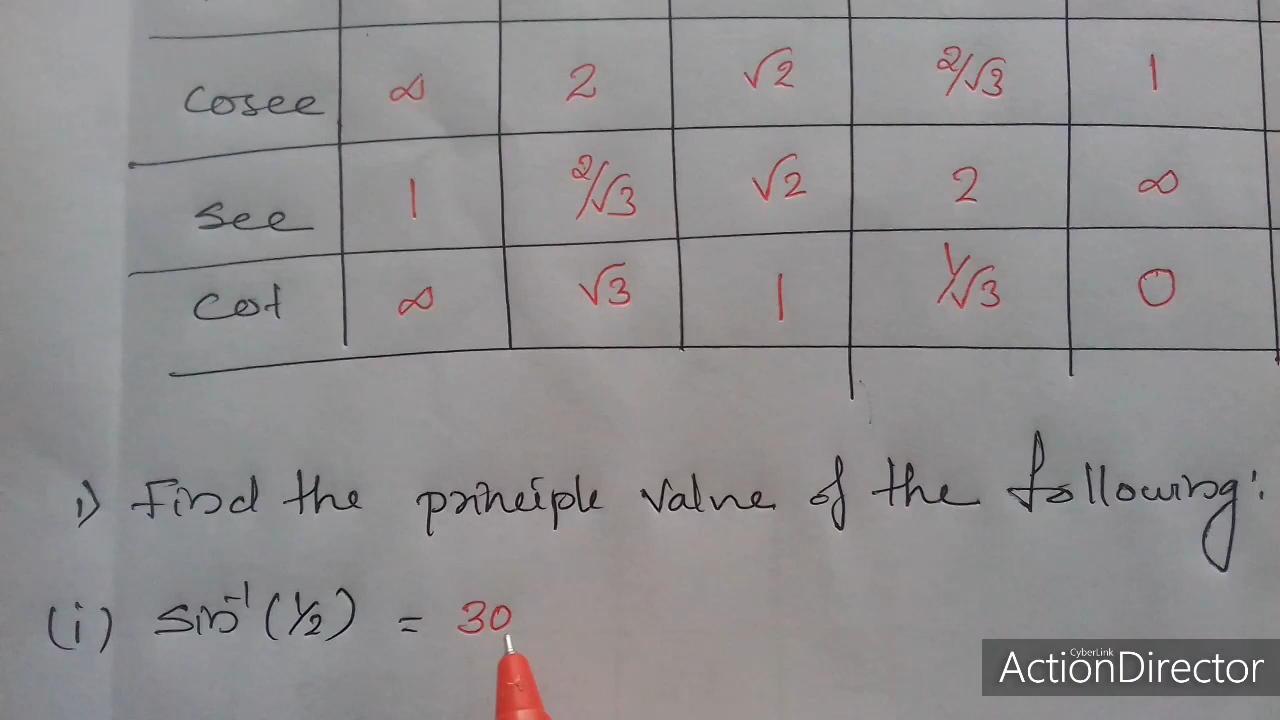 cosec ∞ 2 √2 2/√3 1
sec 1 2/√3 √2 2 ∞
cot ∞ √3 1 1/√3 0
1) Find the principle value of the following:
(i) sin⁻¹(1/2) = 30
CyberLink
ActionDirector